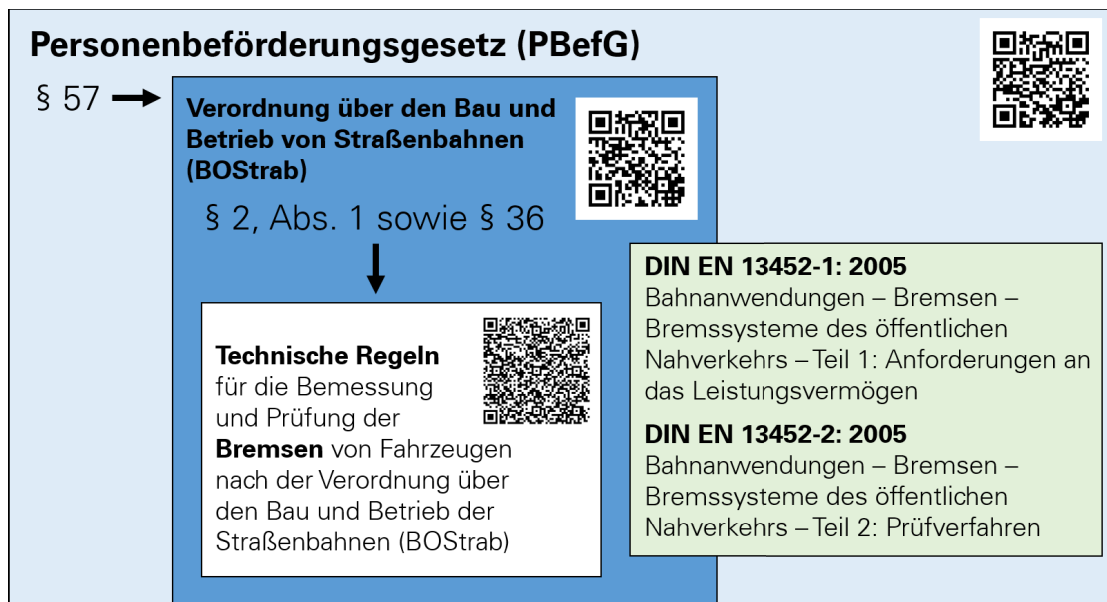 Personenbeförderungsgesetz (PBefG)
§ 57
Verordnung über den Bau und
Betrieb von Straßenbahnen
(BOStrab)
§ 2, Abs. 1 sowie § 36
Technische Regeln
für die Bemessung
und Prüfung der
Bremsen von Fahrzeugen
nach der Verordnung über
den Bau und Betrieb der
Straßenbahnen (BOStrab)
DIN EN 13452-1: 2005
Bahnanwendungen – Bremsen –
Bremssysteme des öffentlichen
Nahverkehrs – Teil 1: Anforderungen an
das Leistungsvermögen
DIN EN 13452-2: 2005
Bahnanwendungen – Bremsen –
Bremssysteme des öffentlichen
Nahverkehrs – Teil 2: Prüfverfahren